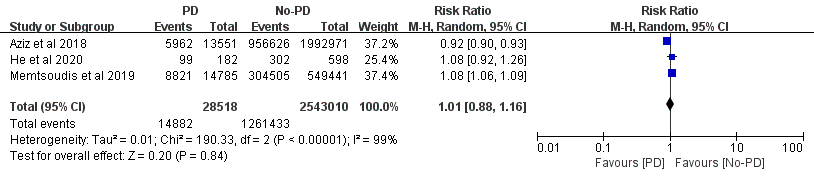 PD No-PD Risk Ratio Risk Ratio
Study or Subgroup Events Total Events Total Weight M-H, Random, 95% CI M-H, Random, 95% CI
Aziz et al 2018 5962 13551 956626 1992971 37.2% 0.92 [0.90, 0.93]
He et al 2020 99 182 302 598 25.4% 1.08 [0.92, 1.26]
Memtsoudis et al 2019 8821 14785 304505 549441 37.4% 1.08 [1.06, 1.09]
Total (95% CI) 28518 2543010 100.0% 1.01 [0.88, 1.16]
Total events 14882 1261433
Heterogeneity: Tau² = 0.01; Chi² = 190.33, df = 2 (P < 0.00001); I² = 99%
Test for overall effect: Z = 0.20 (P = 0.84)
0.01 0.1 1 10 100
Favours [PD] Favours [No-PD]